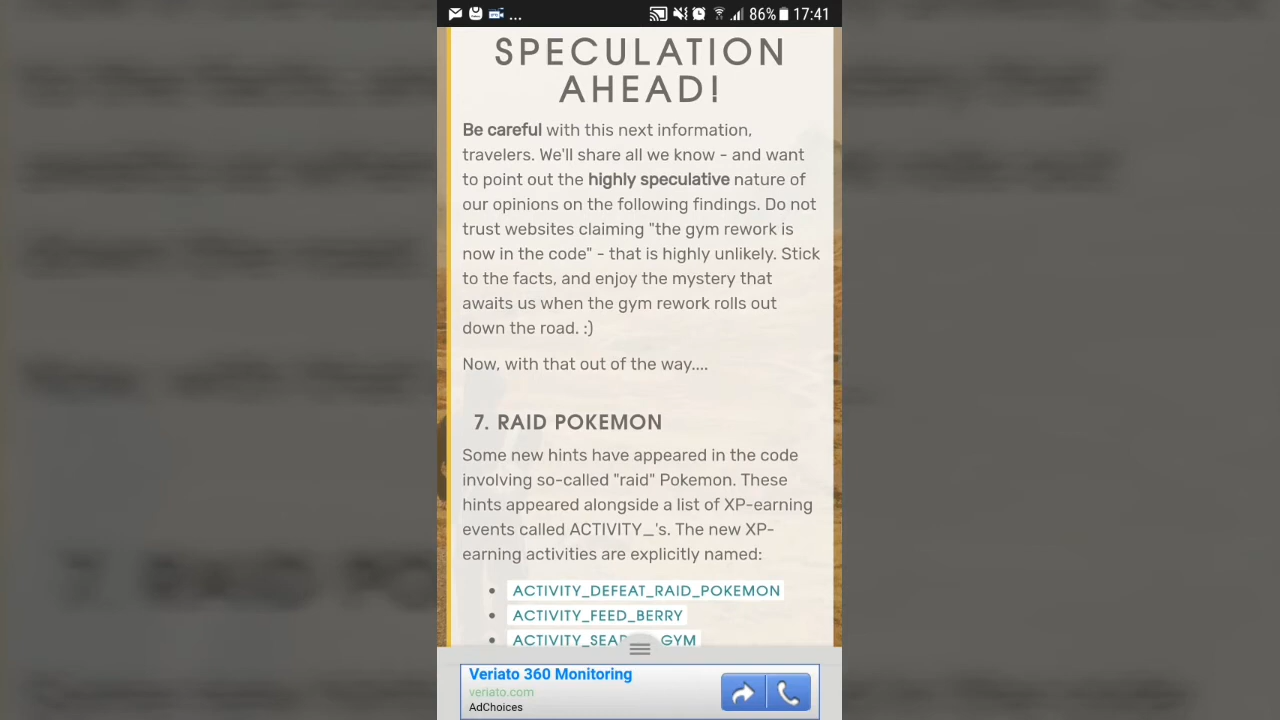 ... 86% 17:41
SPECULATION
AHEAD!
Be careful with this next information,
travelers. We'll share all we know - and want
to point out the highly speculative nature of
our opinions on the following findings. Do not
trust websites claiming "the gym rework is
now in the code" - that is highly unlikely. Stick
to the facts, and enjoy the mystery that
awaits us when the gym rework rolls out
down the road. :)
Now, with that out of the way....
7. RAID POKEMON
Some new hints have appeared in the code
involving so-called "raid" Pokemon. These
hints appeared alongside a list of XP-earning
events called ACTIVITY_'s. The new XP-
earning activities are explicitly named:
• ACTIVITY_DEFEAT_RAID_POKEMON
• ACTIVITY_FEED_BERRY
• GYM
Veriato 360 Monitoring
veriato.com
AdChoices